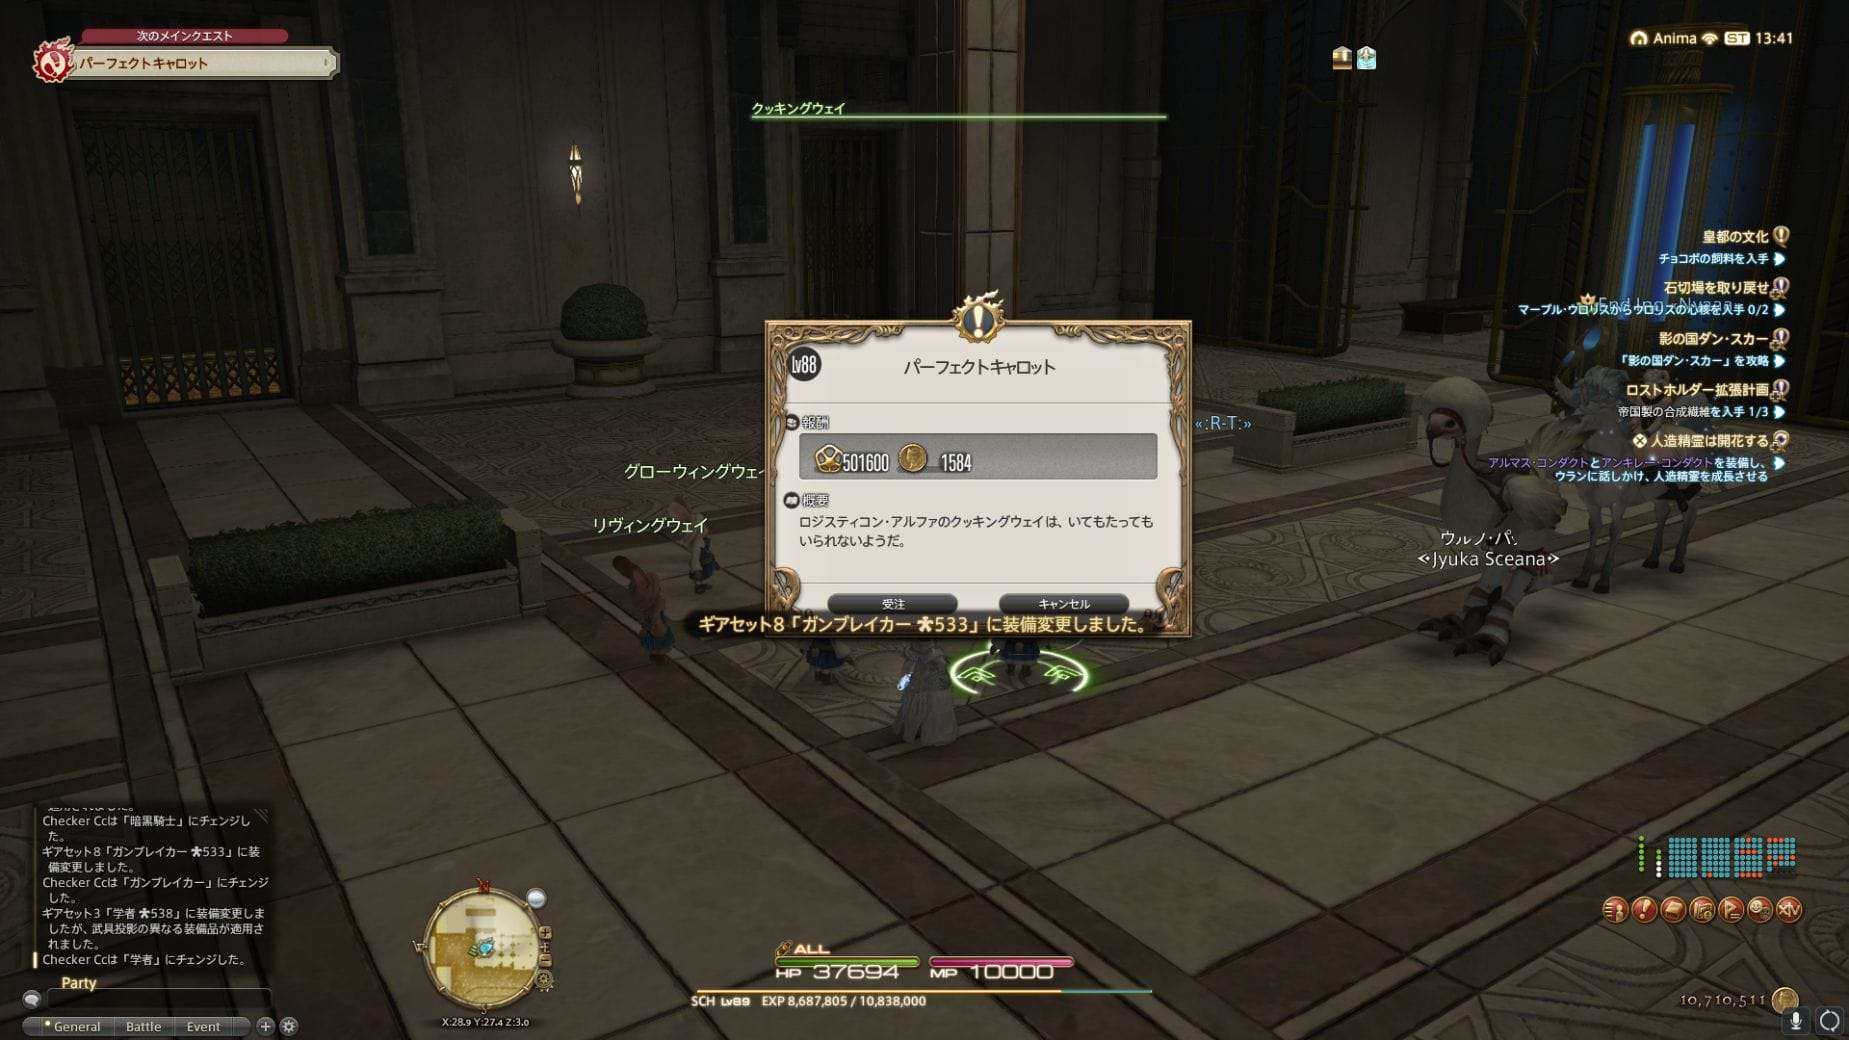 次のメインクエスト
パーフェクトキャロット
Anima ST 13:41
クッキングウェイ
皇都の文化
チョコボの飼料を入手
石切場を取り戻せ
マーブル・ウロリスからウロリスの心核を入手 0/2
影の国ダン・スカー
「影の国ダン・スカー」を攻略
ロストホルダー拡張計画
帝国製の合成繊維を入手 1/3
人造精霊は開花する
アルマス・コンダクトとアンキレー・コンダクトを装備し、
ウランに話しかけ、人造精霊を成長させる
Lv88
パーフェクトキャロット
報酬
501600 1584
概要
ロジスティコン・アルファのクッキングウェイは、いてもたっても
いられないようだ。
受注 キャンセル
ギアセット8「ガンブレイカー ★533」に装備変更しました。
«:R-T:»
グローウィングウェイ
リヴィングウェイ
«Jyuka Sceana»
Checker Ccは「暗黒騎士」にチェンジし
た。
ギアセット8「ガンブレイカー ★533」に装
備変更しました。
Checker Ccは「ガンブレイカー」にチェンジ
した。
ギアセット3「学者 ★538」に装備変更しま
したが、武具投影の異なる装備品が適用さ
れました。
Checker Ccは「学者」にチェンジした。
Party
General Battle Event
X:28.9 Y:27.4 Z:3.0
ALL
HP 37694 MP 10000
SCH Lv89 EXP 8,687,805 / 10,838,000
10,710,511